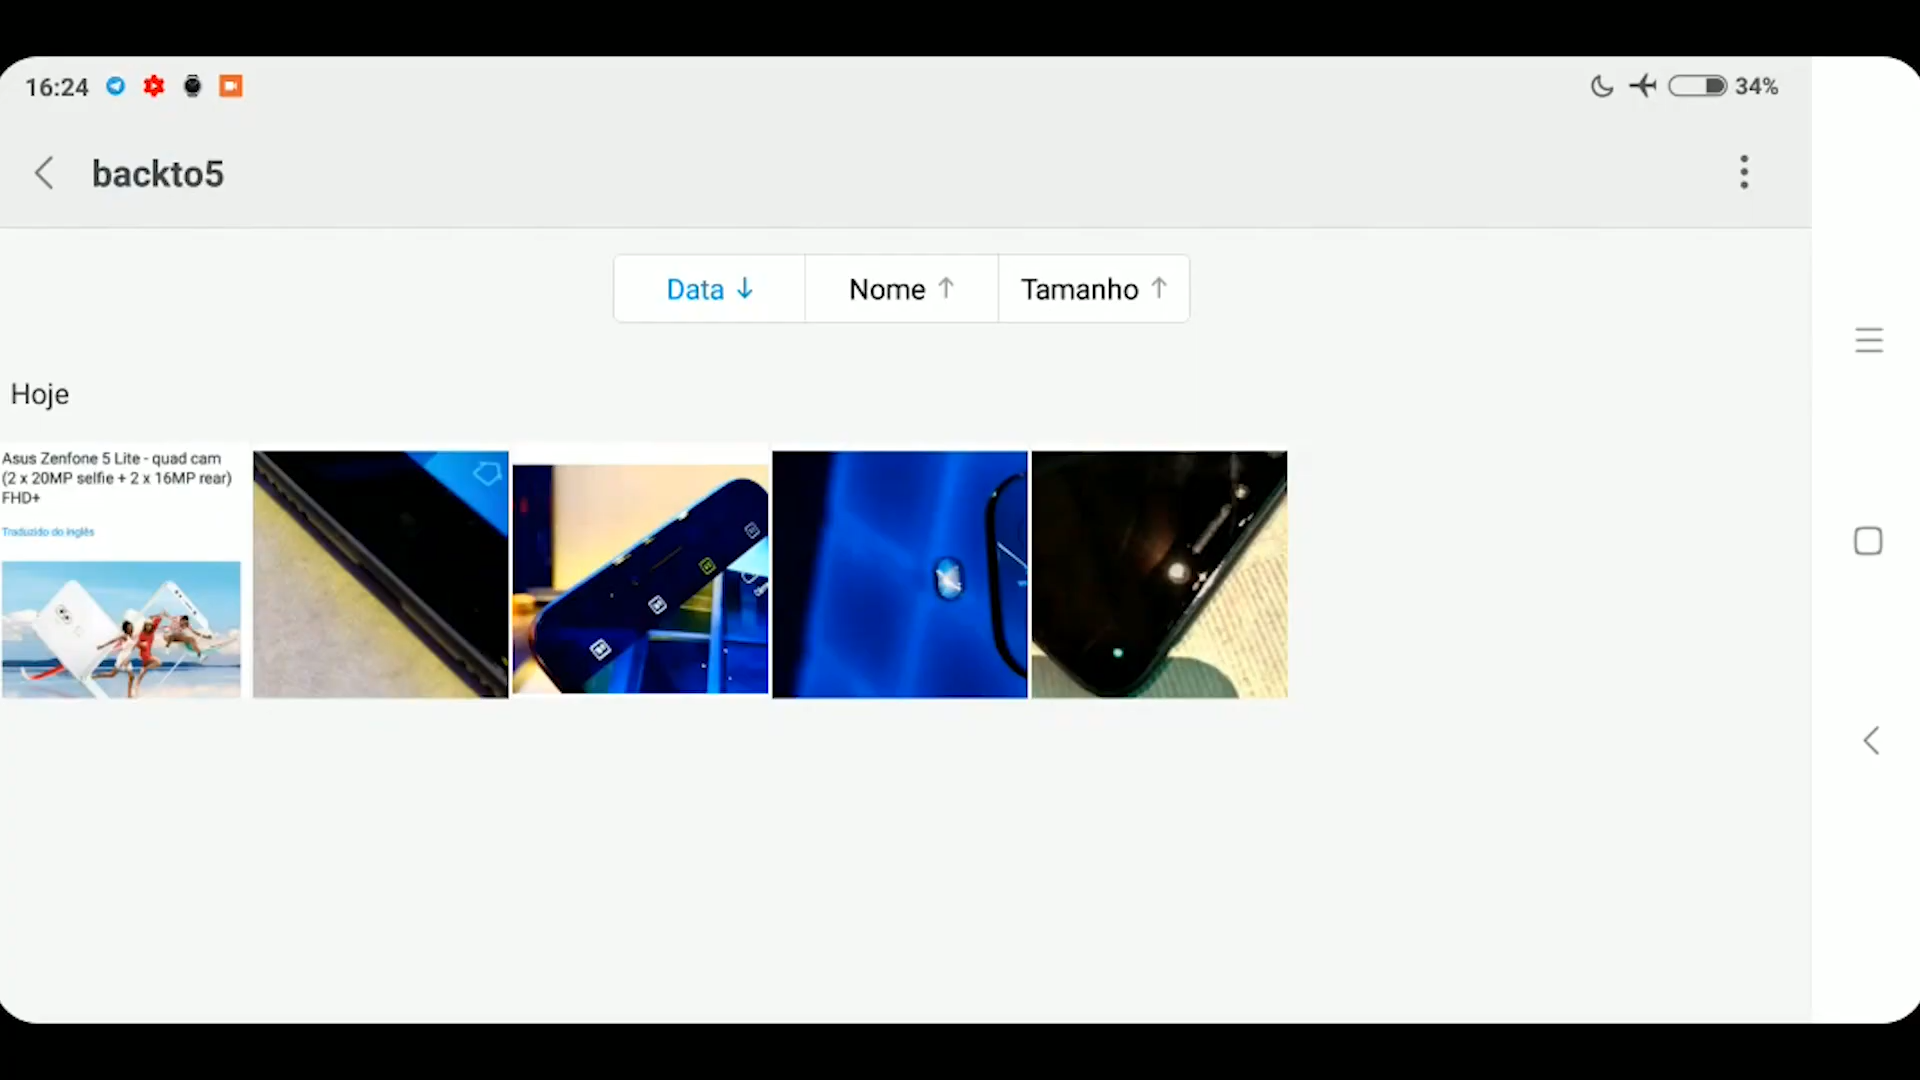 16:24
34%
backto5
Data ↓ Nome ↑ Tamanho ↑
Hoje
Asus Zenfone 5 Lite - quad cam
(2 x 20MP selfie + 2 x 16MP rear)
FHD+
Traduzido do inglês